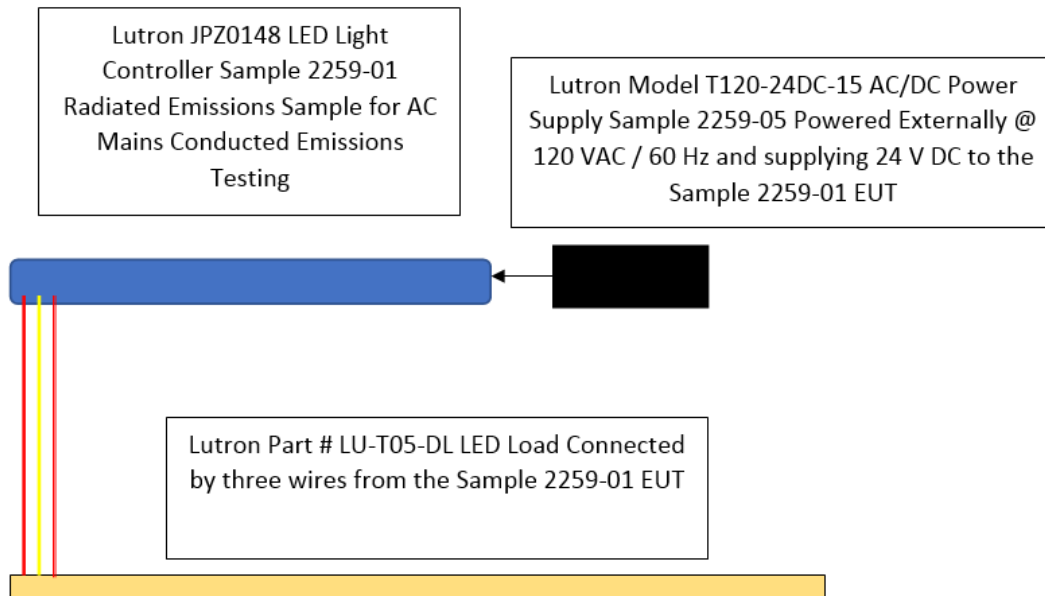 Lutron JPZ0148 LED Light
Controller Sample 2259-01
Radiated Emissions Sample for AC
Mains Conducted Emissions
Testing
Lutron Model T120-24DC-15 AC/DC Power
Supply Sample 2259-05 Powered Externally @
120 VAC / 60 Hz and supplying 24 V DC to the
Sample 2259-01 EUT
Lutron Part # LU-T05-DL LED Load Connected
by three wires from the Sample 2259-01 EUT